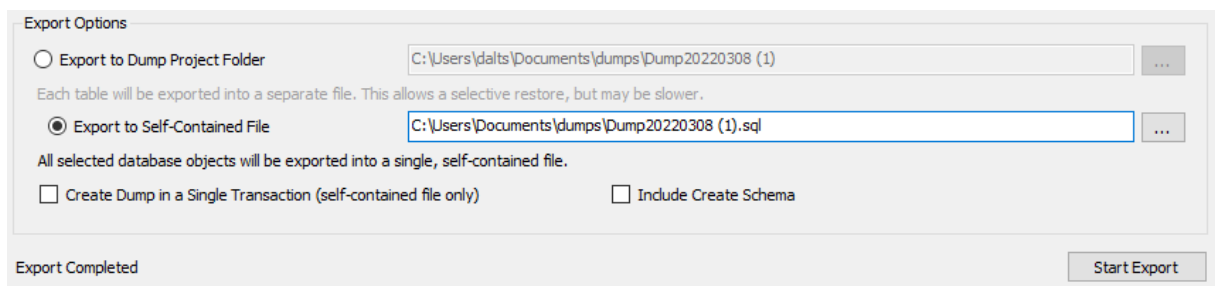 Export Options
Export to Dump Project Folder C:\Users\dalts\Documents\dumps\Dump20220308 (1) ...
Each table will be exported into a separate file. This allows a selective restore, but may be slower.
Export to Self-Contained File C:\Users\Documents\dumps\Dump20220308 (1).sql ...
All selected database objects will be exported into a single, self-contained file.
Create Dump in a Single Transaction (self-contained file only) Include Create Schema
Export Completed Start Export